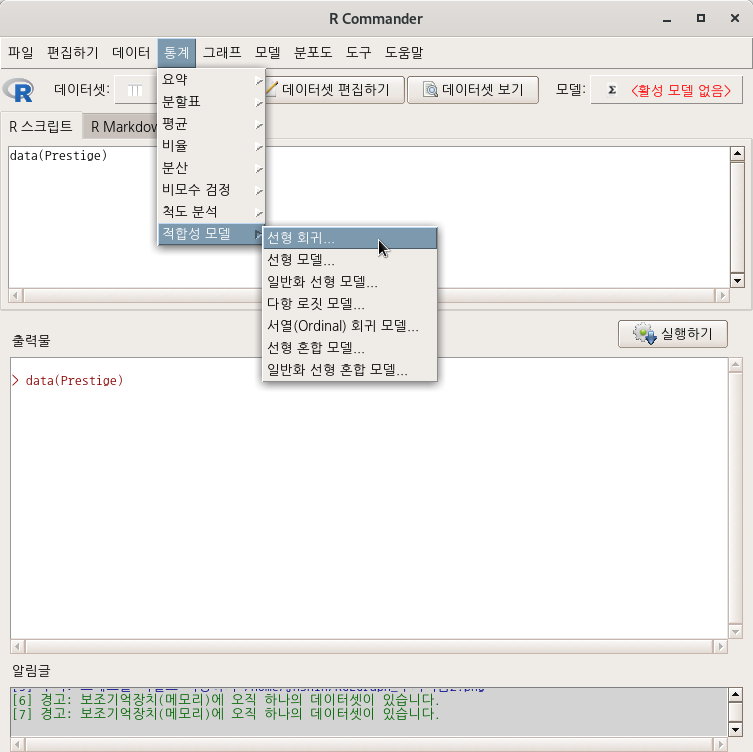 R Commander
파일 편집하기 데이터 통계 그래프 모델 분포도 도구 도움말
데이터셋: 데이터셋 편집하기 데이터셋 보기 모델: Σ <활성 모델 없음>
R 스크립트 R Markdow
data(Prestige)
요약
분할표
평균
비율
분산
비모수 검정
척도 분석
적합성 모델
선형 회귀...
선형 모델...
일반화 선형 모델...
다항 로짓 모델...
서열(Ordinal) 회귀 모델...
선형 혼합 모델...
일반화 선형 혼합 모델...
출력물
실행하기
> data(Prestige)
알림글
[6] 경고: 보조기억장치(메모리)에 오직 하나의 데이터셋이 있습니다.
[7] 경고: 보조기억장치(메모리)에 오직 하나의 데이터셋이 있습니다.